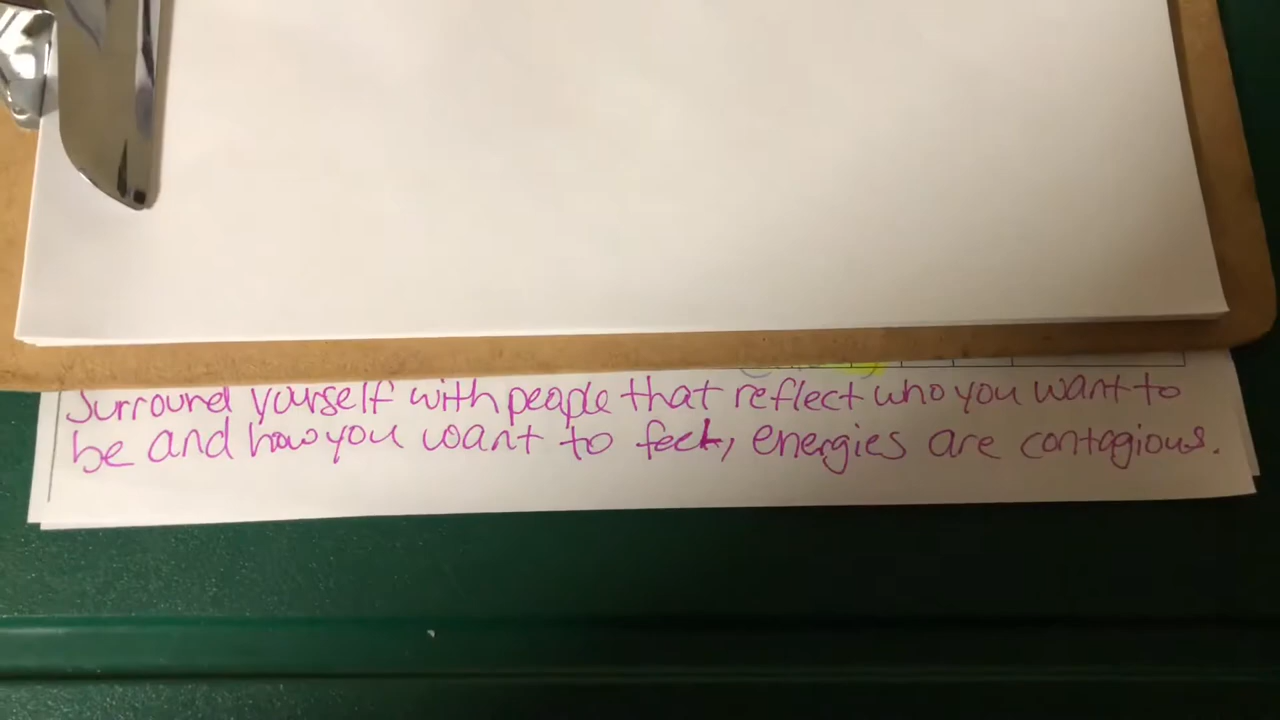 Surround yourself with people that reflect who you want to
be and how you want to feel, energies are contagious.